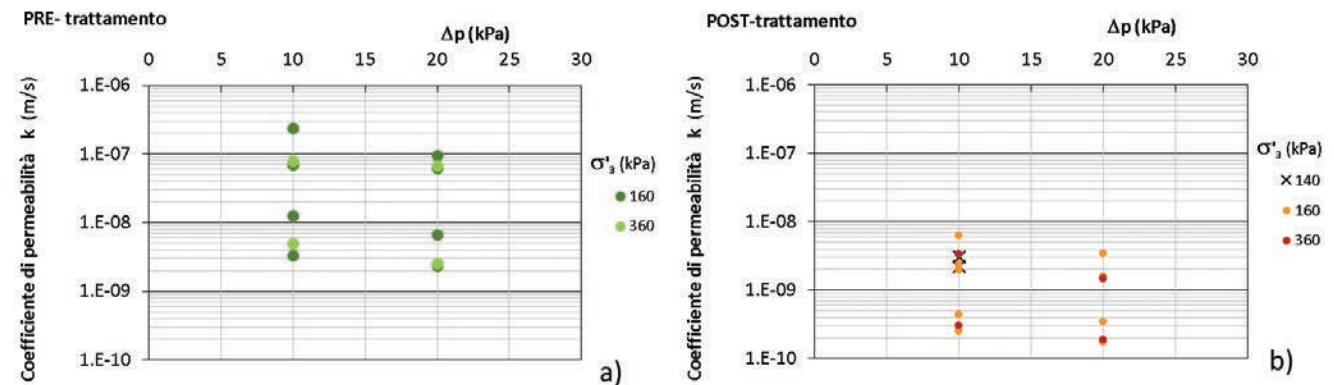 PRE- trattamento
Δp (kPa)
0 5 10 15 20 25 30
Coefficiente di permeabilità k (m/s)
1.E-06
1.E-07
1.E-08
1.E-09
1.E-10
σ'3 (kPa)
160
360
a)
POST-trattamento
Δp (kPa)
0 5 10 15 20 25 30
Coefficiente di permeabilità k (m/s)
1.E-06
1.E-07
1.E-08
1.E-09
1.E-10
σ'3 (kPa)
140
160
360
b)